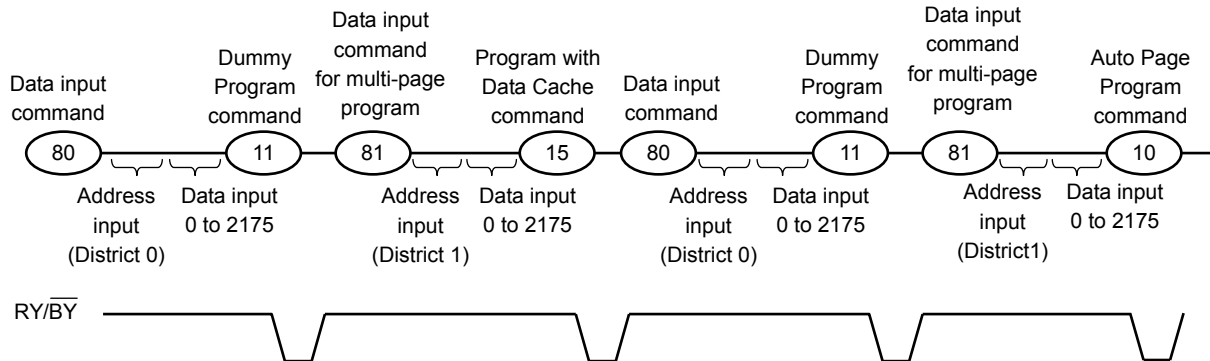 Data input
command
Dummy
Program
command
Data input
command
for multi-page
program
Program with
Data Cache
command
Data input
command
Dummy
Program
command
Data input
command
for multi-page
program
Auto Page
Program
command
80
11
81
15
80
11
81
10
Address
input
(District 0)
Data input
0 to 2175
Address
input
(District 1)
Data input
0 to 2175
Address
input
(District 0)
Data input
0 to 2175
Address
input
(District1)
Data input
0 to 2175
RY/B̅Y̅